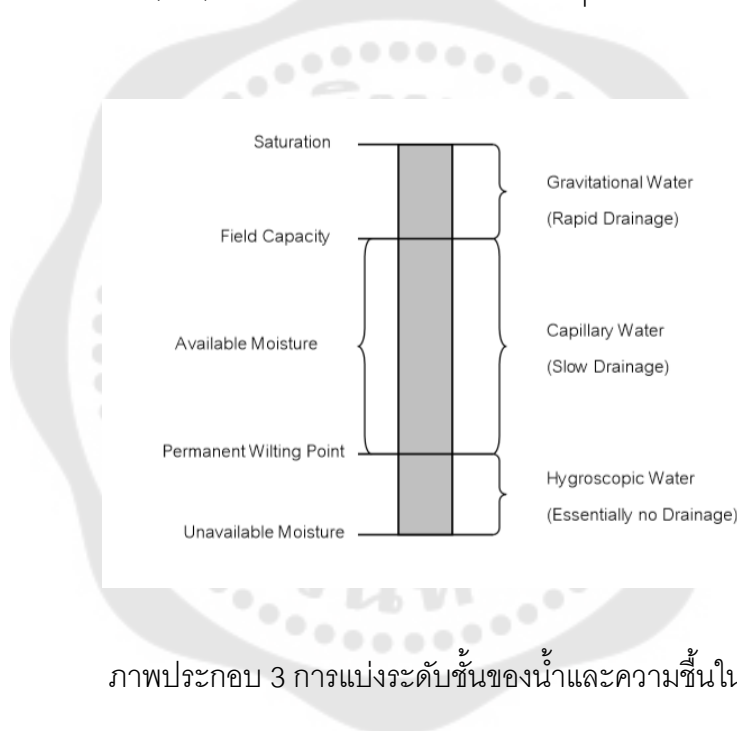 Saturation
Gravitational Water
(Rapid Drainage)
Field Capacity
Available Moisture
Capillary Water
(Slow Drainage)
Permanent Wilting Point
Hygroscopic Water
(Essentially no Drainage)
Unavailable Moisture
ภาพประกอบ 3 การแบ่งระดับชั้นของน้ำและความชื้นใน